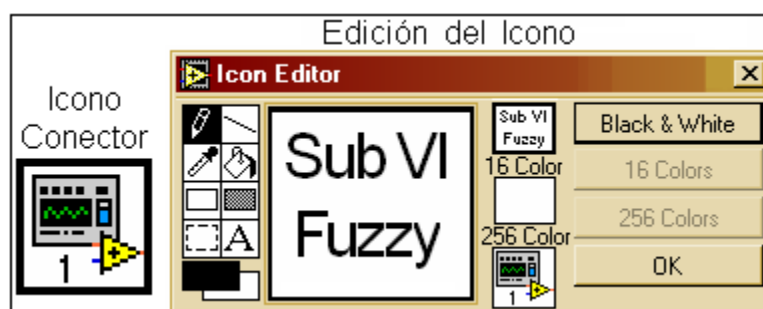 Edición del Icono
Icono
Conector
1
Icon Editor
Sub VI
Fuzzy
A
Sub VI
Fuzzy
16 Color
256 Color
1
Black & White
16 Colors
256 Colors
OK